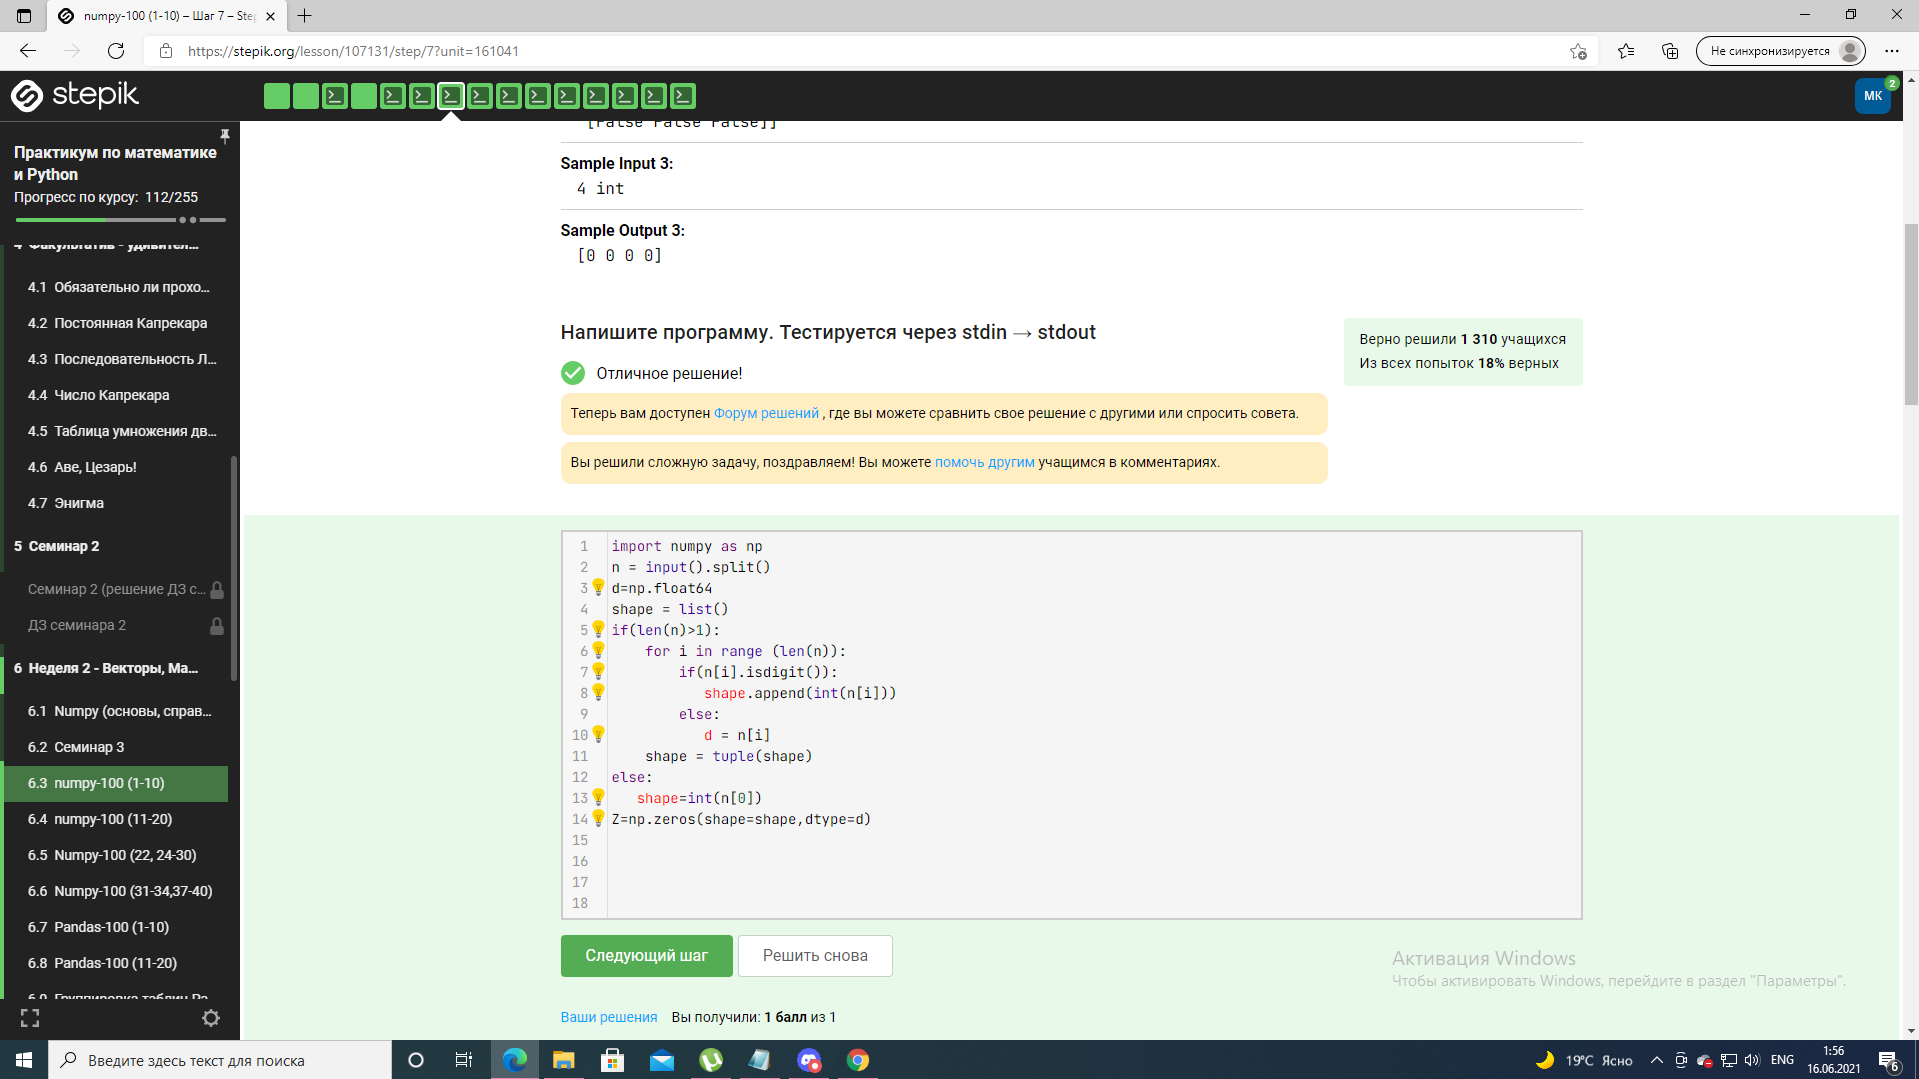 numpy-100 (1-10) – Шаг 7 – Step
https://stepik.org/lesson/107131/step/7?unit=161041
Не синхронизируется
stepik
МК
2
Практикум по математике
и Python
Прогресс по курсу: 112/255
4 Факультатив - удивител...
4.1 Обязательно ли прохо...
4.2 Постоянная Капрекара
4.3 Последовательность Л...
4.4 Число Капрекара
4.5 Таблица умножения дв...
4.6 Аве, Цезарь!
4.7 Энигма
5 Семинар 2
Семинар 2 (решение ДЗ с...
ДЗ семинара 2
6 Неделя 2 - Векторы, Ма...
6.1 Numpy (основы, справ...
6.2 Семинар 3
6.3 numpy-100 (1-10)
6.4 numpy-100 (11-20)
6.5 Numpy-100 (22, 24-30)
6.6 Numpy-100 (31-34,37-40)
6.7 Pandas-100 (1-10)
6.8 Pandas-100 (11-20)
6.9 Группировка таблиц Pa...
[False False False]]
Sample Input 3:
4 int
Sample Output 3:
[0 0 0 0]
Напишите программу. Тестируется через stdin → stdout
Верно решили 1 310 учащихся
Из всех попыток 18% верных
Отличное решение!
Теперь вам доступен Форум решений , где вы можете сравнить свое решение с другими или спросить совета.
Вы решили сложную задачу, поздравляем! Вы можете помочь другим учащимся в комментариях.
1 import numpy as np
2 n = input().split()
3 d=np.float64
4 shape = list()
5 if(len(n)>1):
6 for i in range (len(n)):
7 if(n[i].isdigit()):
8 shape.append(int(n[i]))
9 else:
10 d = n[i]
11 shape = tuple(shape)
12 else:
13 shape=int(n[0])
14 Z=np.zeros(shape=shape,dtype=d)
15
16
17
18
Следующий шаг
Решить снова
Ваши решения Вы получили: 1 балл из 1
Активация Windows
Чтобы активировать Windows, перейдите в раздел "Параметры".
Введите здесь текст для поиска
19°C Ясно
ENG
1:56
16.06.2021
6